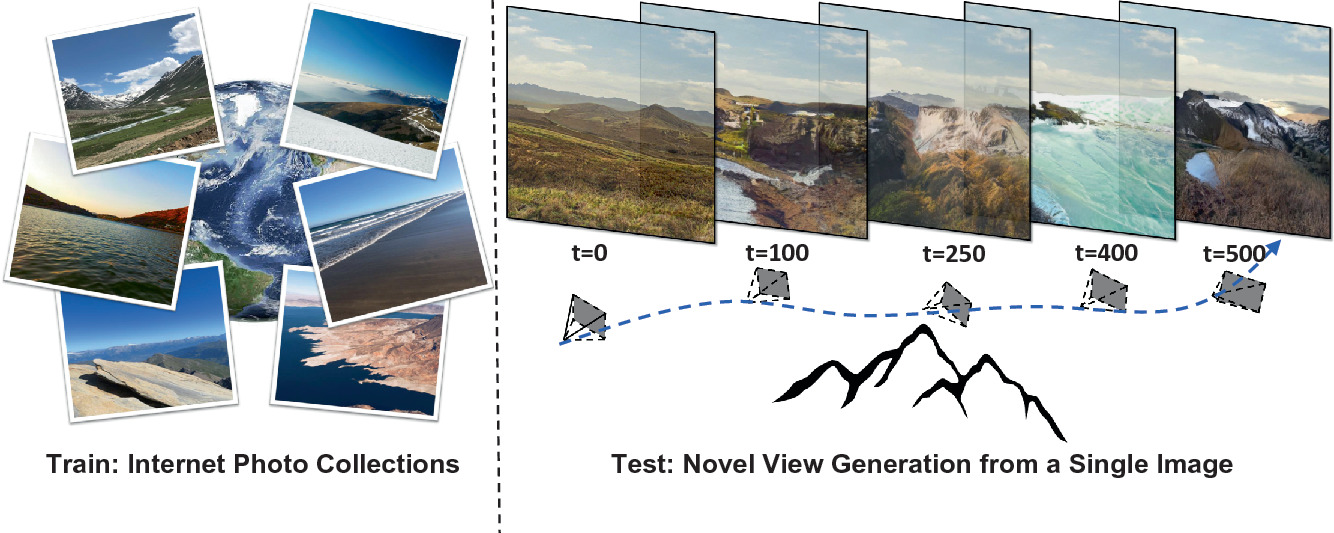 t=0
t=100
t=250
t=400
t=500
Train: Internet Photo Collections
Test: Novel View Generation from a Single Image